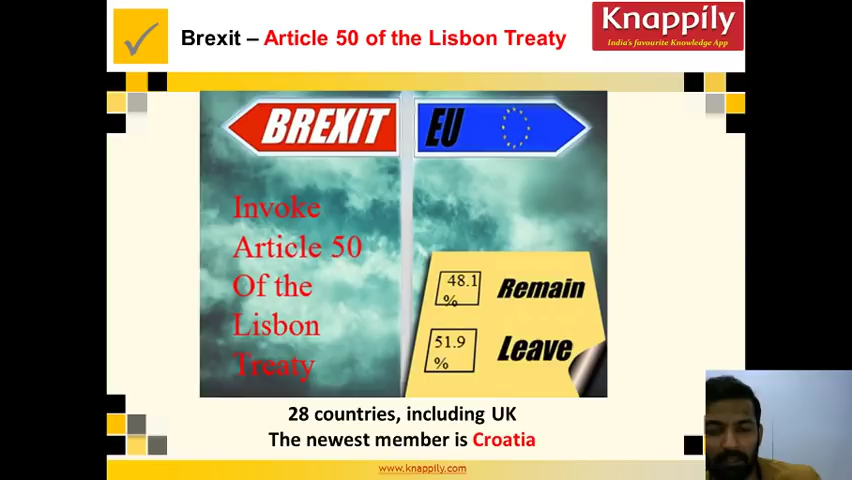 Brexit – Article 50 of the Lisbon Treaty
Knappily
India's favourite Knowledge App
BREXIT
EU
Invoke
Article 50
Of the
Lisbon
Treaty
48.1
%
Remain
51.9
%
Leave
28 countries, including UK
The newest member is Croatia
www.knappily.com